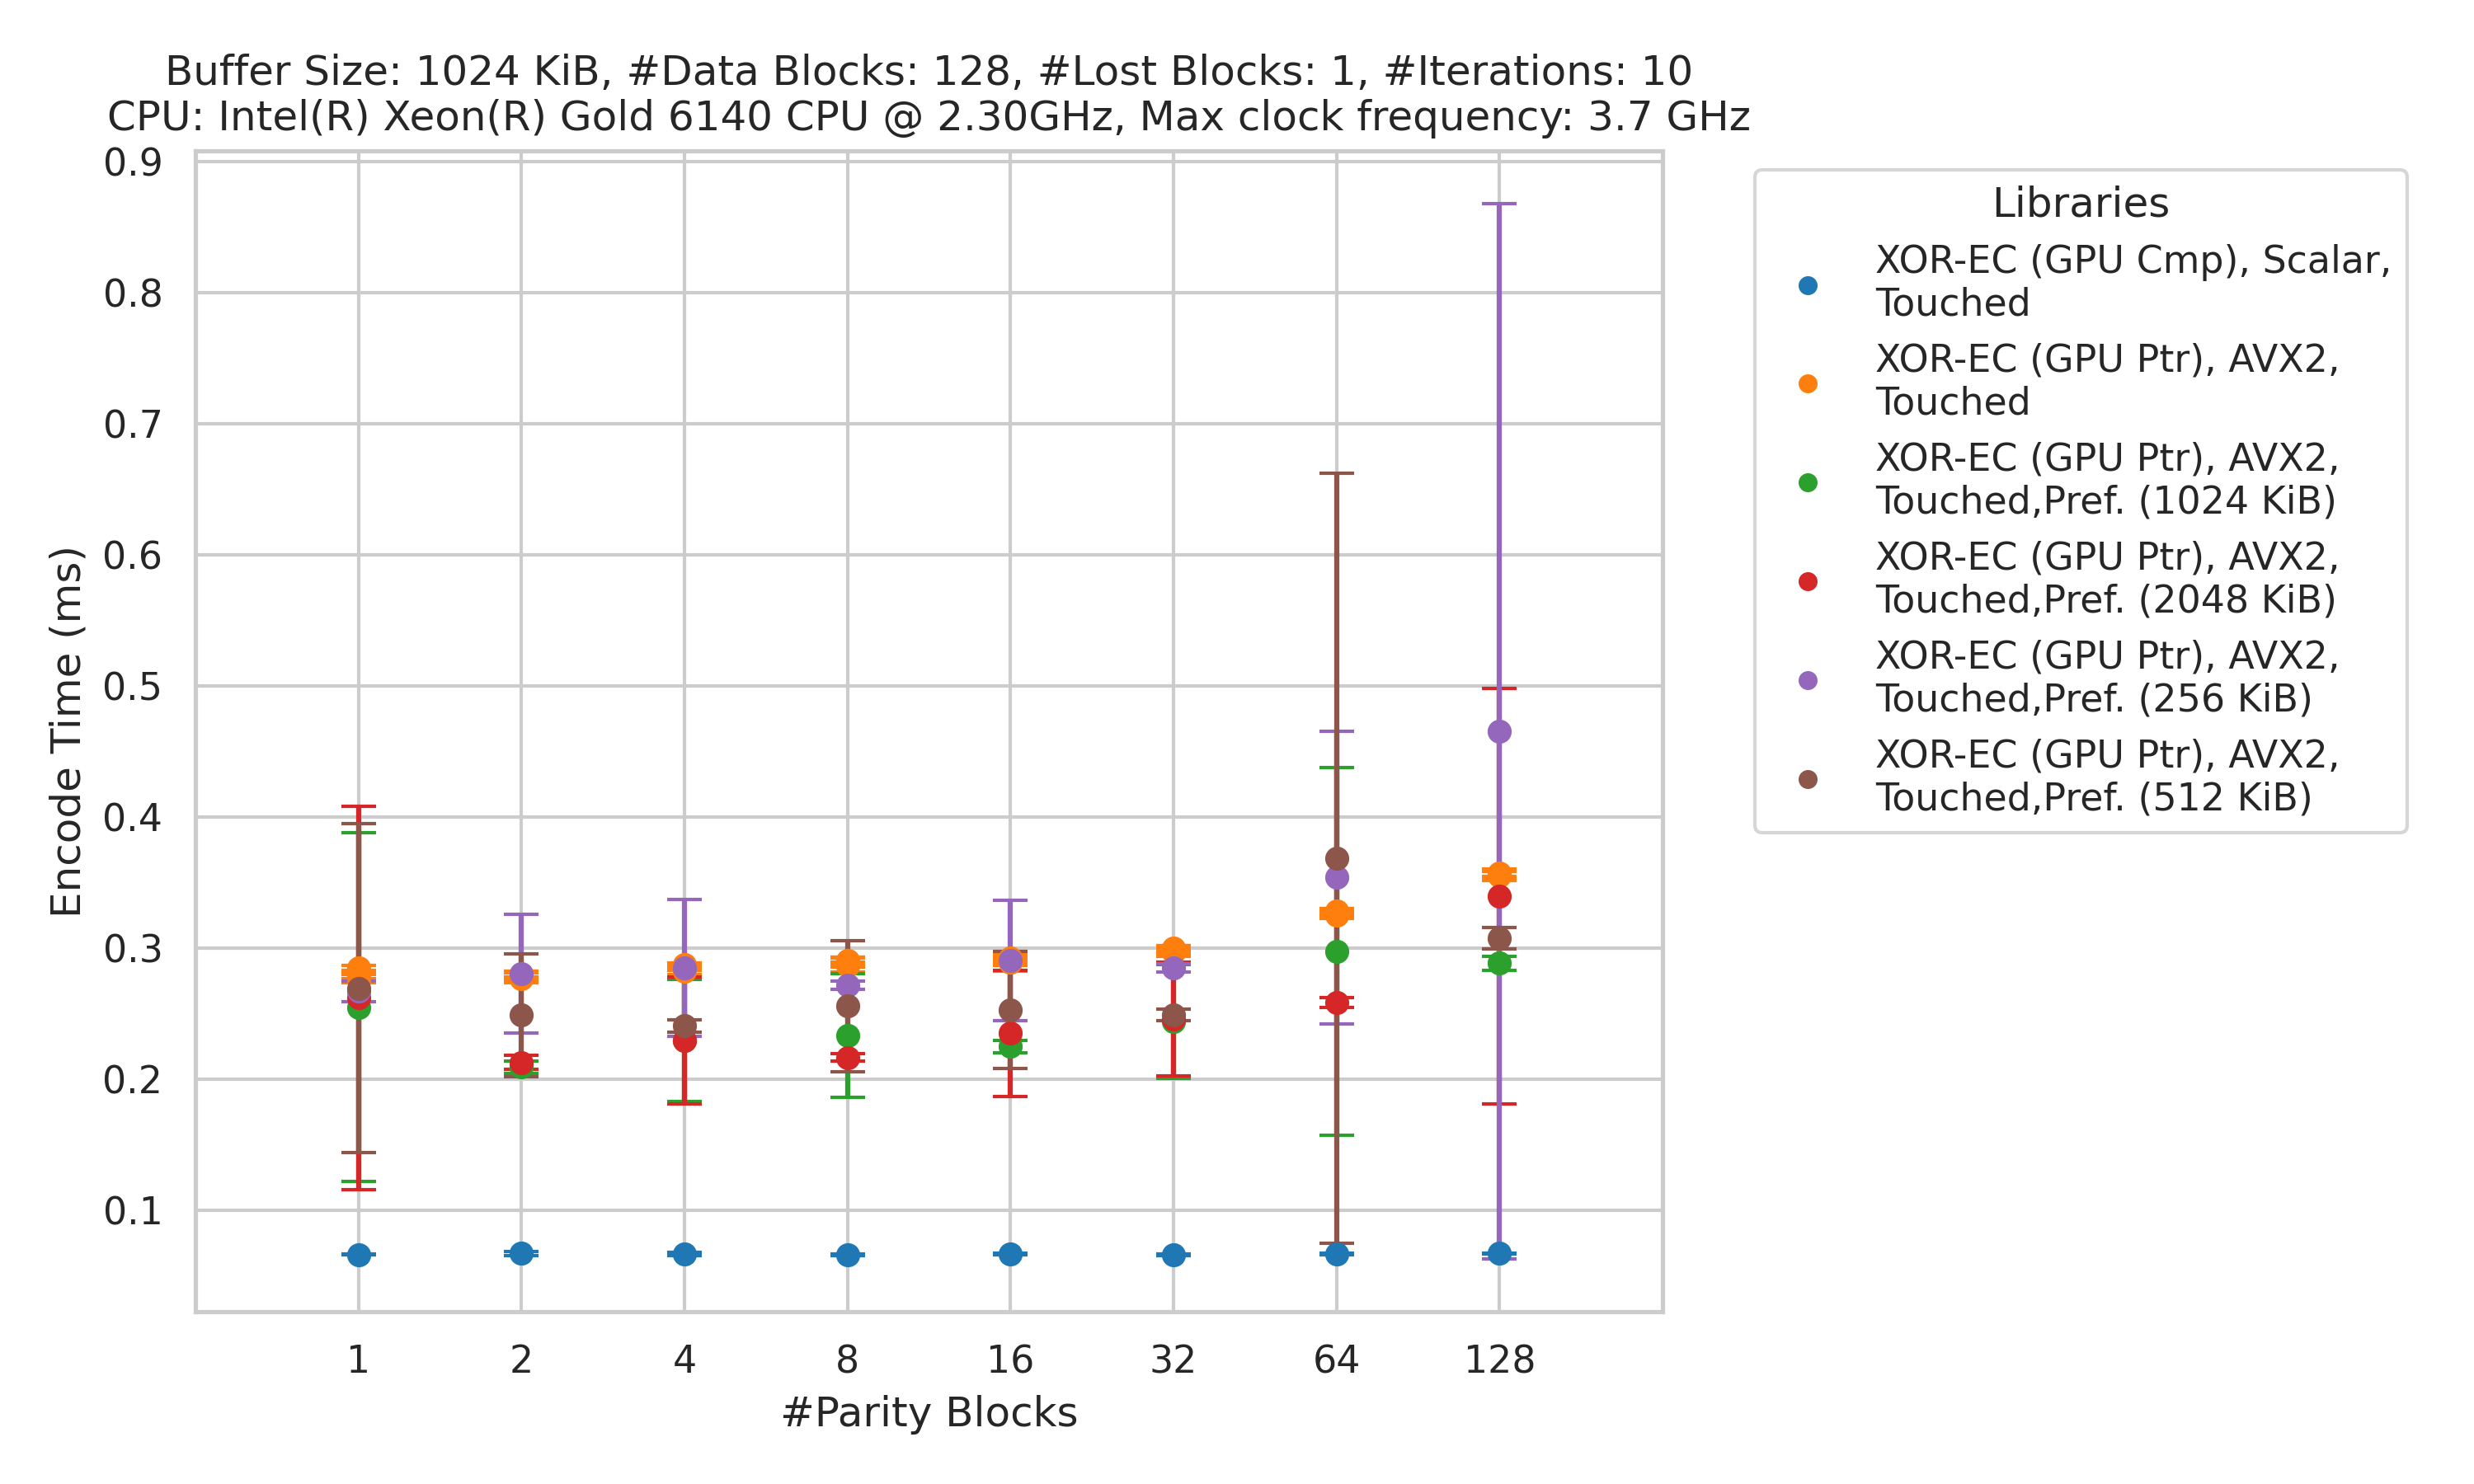 Buffer Size: 1024 KiB, #Data Blocks: 128, #Lost Blocks: 1, #Iterations: 10
CPU: Intel(R) Xeon(R) Gold 6140 CPU @ 2.30GHz, Max clock frequency: 3.7 GHz
0.9
0.8
0.7
0.6
0.5
0.4
0.3
0.2
0.1
Encode Time (ms)
1 2 4 8 16 32 64 128
#Parity Blocks
Libraries
XOR-EC (GPU Cmp), Scalar,
Touched
XOR-EC (GPU Ptr), AVX2,
Touched
XOR-EC (GPU Ptr), AVX2,
Touched,Pref. (1024 KiB)
XOR-EC (GPU Ptr), AVX2,
Touched,Pref. (2048 KiB)
XOR-EC (GPU Ptr), AVX2,
Touched,Pref. (256 KiB)
XOR-EC (GPU Ptr), AVX2,
Touched,Pref. (512 KiB)